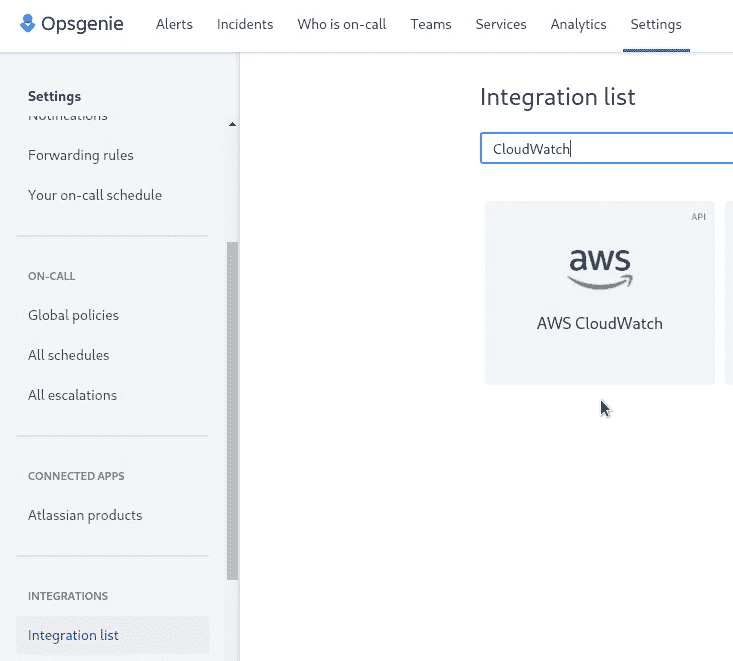 Opsgenie Alerts Incidents Who is on-call Teams Services Analytics Settings
Settings
Notifications
Forwarding rules
Your on-call schedule
ON-CALL
Global policies
All schedules
All escalations
CONNECTED APPS
Atlassian products
INTEGRATIONS
Integration list
Integration list
CloudWatch
API
aws
AWS CloudWatch